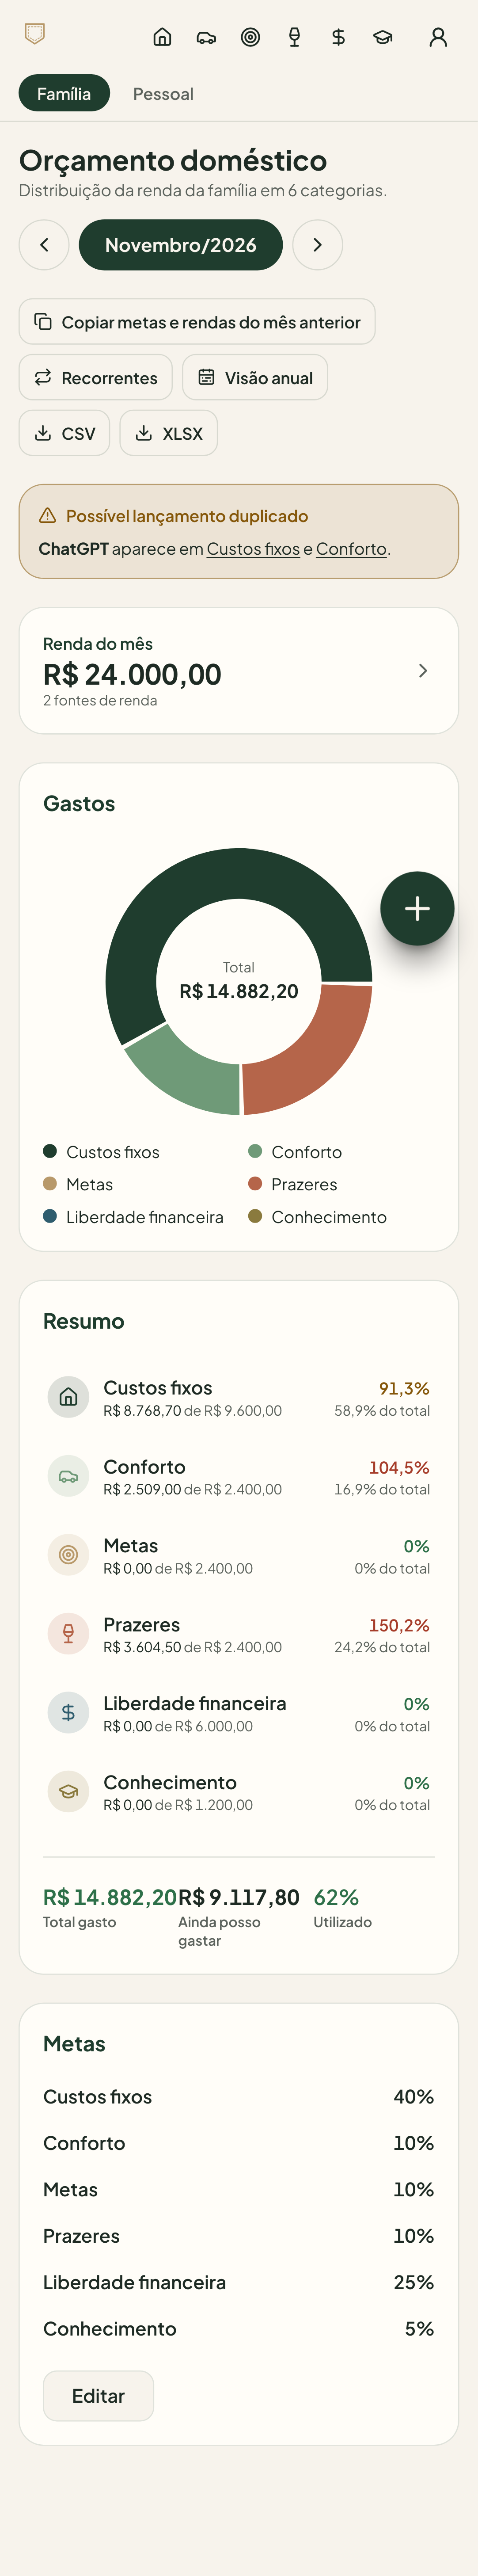 Família
Pessoal
Orçamento doméstico
Distribuição da renda da família em 6 categorias.
Novembro/2026
Copiar metas e rendas do mês anterior
Recorrentes
Visão anual
CSV
XLSX
Possível lançamento duplicado
ChatGPT aparece em Custos fixos e Conforto.
Renda do mês
R$ 24.000,00
2 fontes de renda
Gastos
Total
R$ 14.882,20
Custos fixos
Conforto
Metas
Prazeres
Liberdade financeira
Conhecimento
Resumo
Custos fixos
91,3%
R$ 8.768,70 de R$ 9.600,00
58,9% do total
Conforto
104,5%
R$ 2.509,00 de R$ 2.400,00
16,9% do total
Metas
0%
R$ 0,00 de R$ 2.400,00
0% do total
Prazeres
150,2%
R$ 3.604,50 de R$ 2.400,00
24,2% do total
Liberdade financeira
0%
R$ 0,00 de R$ 6.000,00
0% do total
Conhecimento
0%
R$ 0,00 de R$ 1.200,00
0% do total
R$ 14.882,20
Total gasto
R$ 9.117,80
Ainda posso
gastar
62%
Utilizado
Metas
Custos fixos
40%
Conforto
10%
Metas
10%
Prazeres
10%
Liberdade financeira
25%
Conhecimento
5%
Editar